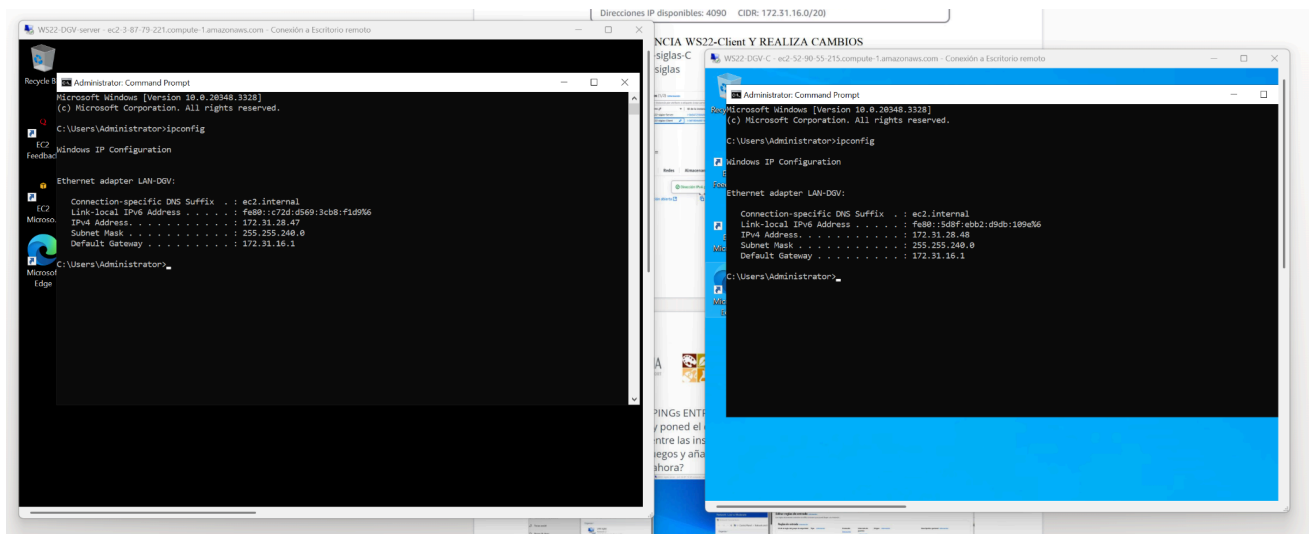 Direcciones IP disponibles: 4090 CIDR: 172.31.16.0/20)
WS22-DGV-server - ec2-3-87-79-221.compute-1.amazonaws.com - Conexión a Escritorio remoto
Recycle B
EC2
Feedbac
EC2
Microso.
Microsof
Edge
Administrator: Command Prompt
Microsoft Windows [Version 10.0.20348.3328]
(c) Microsoft Corporation. All rights reserved.
C:\Users\Administrator>ipconfig
Windows IP Configuration
Ethernet adapter LAN-DGV:
Connection-specific DNS Suffix . : ec2.internal
Link-local IPv6 Address . . . . . : fe80::c72d:d569:3cb8:f1d9%6
IPv4 Address. . . . . . . . . . . : 172.31.28.47
Subnet Mask . . . . . . . . . . . : 255.255.240.0
Default Gateway . . . . . . . . . : 172.31.16.1
C:\Users\Administrator>
NCIA WS22-Client Y REALIZA CAMBIOS
-siglas-C
siglas
Redes
PINGs ENTR
y poned el
entre las ins
egos y aña
ahora?
WS22-DGV-C - ec2-52-90-55-215.compute-1.amazonaws.com - Conexión a Escritorio remoto
Administrator: Command Prompt
Microsoft Windows [Version 10.0.20348.3328]
(c) Microsoft Corporation. All rights reserved.
C:\Users\Administrator>ipconfig
Windows IP Configuration
Ethernet adapter LAN-DGV:
Connection-specific DNS Suffix . : ec2.internal
Link-local IPv6 Address . . . . . : fe80::5d8f:ebb2:d9db:109e%6
IPv4 Address. . . . . . . . . . . : 172.31.28.48
Subnet Mask . . . . . . . . . . . : 255.255.240.0
Default Gateway . . . . . . . . . : 172.31.16.1
C:\Users\Administrator>